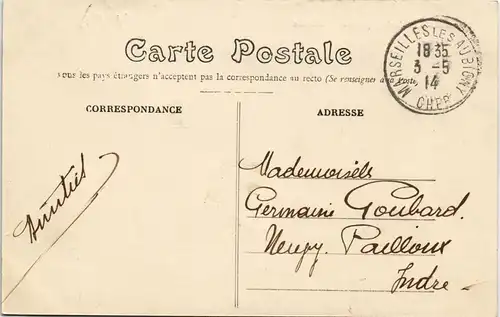 Carte Postale
Tous les pays étrangers n'acceptent pas la correspondance au recto (Se renseigner à la Poste)
MARSEILLES LES AUBIGNY
18 35
3 - 5
14
CHER
CORRESPONDANCE
ADRESSE
Amitiés
Mademoiselle
Germaine Goubard.
Neuvy. Pailloux
Indre